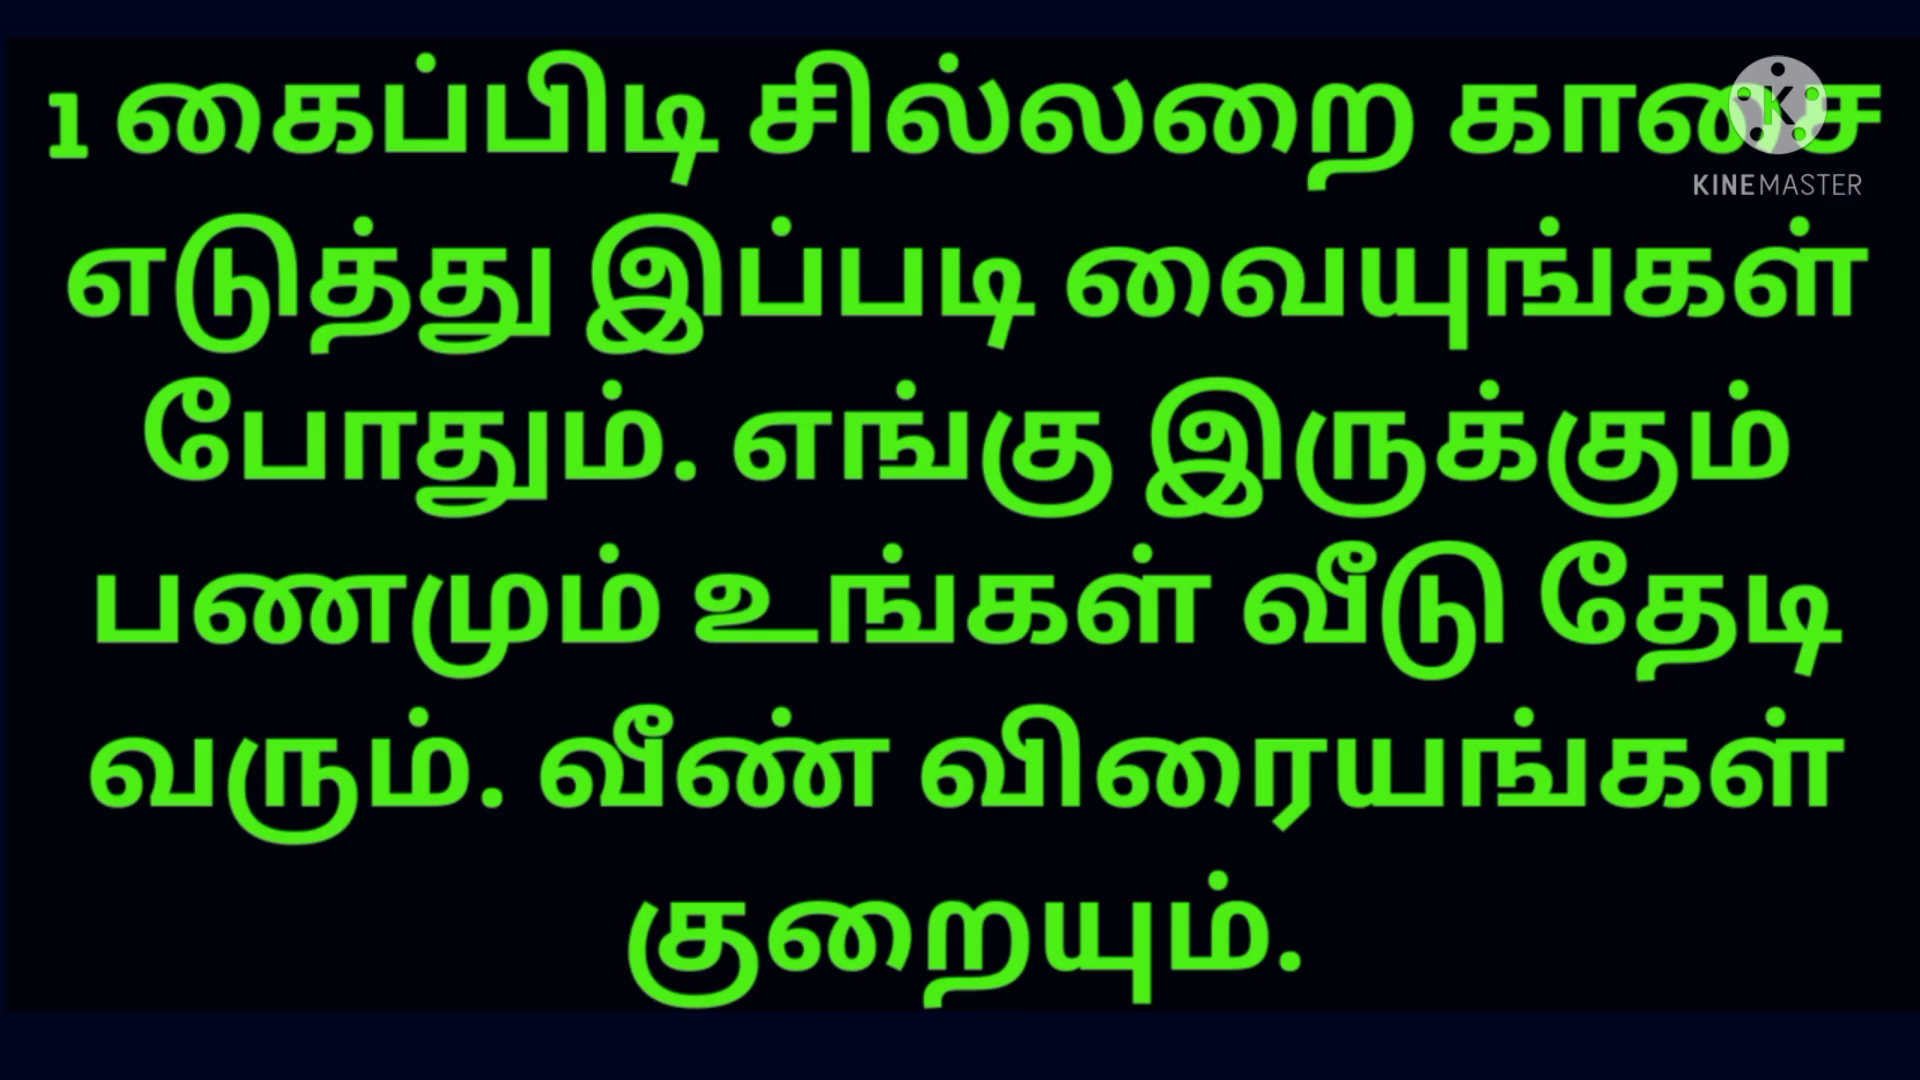 1 கைப்பிடி சில்லறை காசை
KINEMASTER
எடுத்து இப்படி வையுங்கள்
போதும். எங்கு இருக்கும்
பணமும் உங்கள் வீடு தேடி
வரும். வீண் விரையங்கள்
குறையும்.